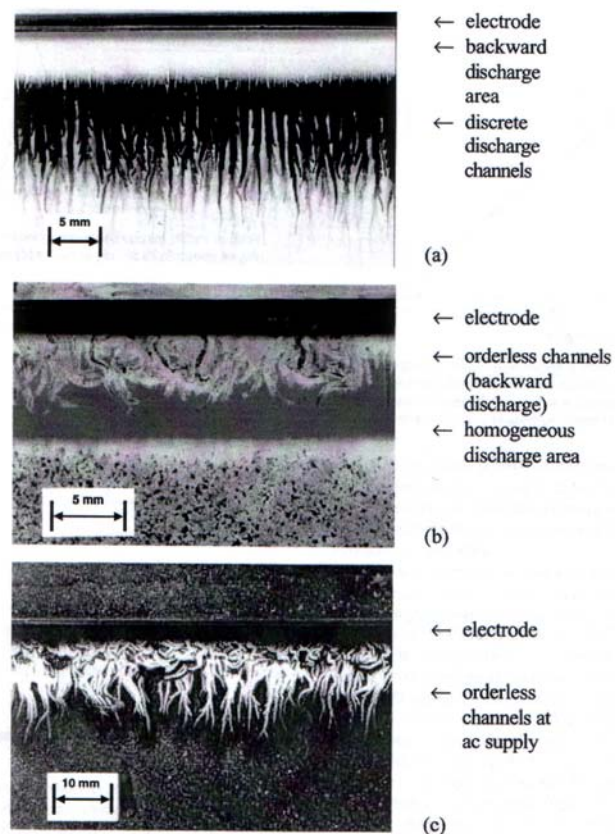 ← electrode
← backward
discharge
area
← discrete
discharge
channels
5 mm
(a)
← electrode
← orderless channels
(backward
discharge)
← homogeneous
discharge area
5 mm
(b)
← electrode
← orderless
channels at
ac supply
10 mm
(c)